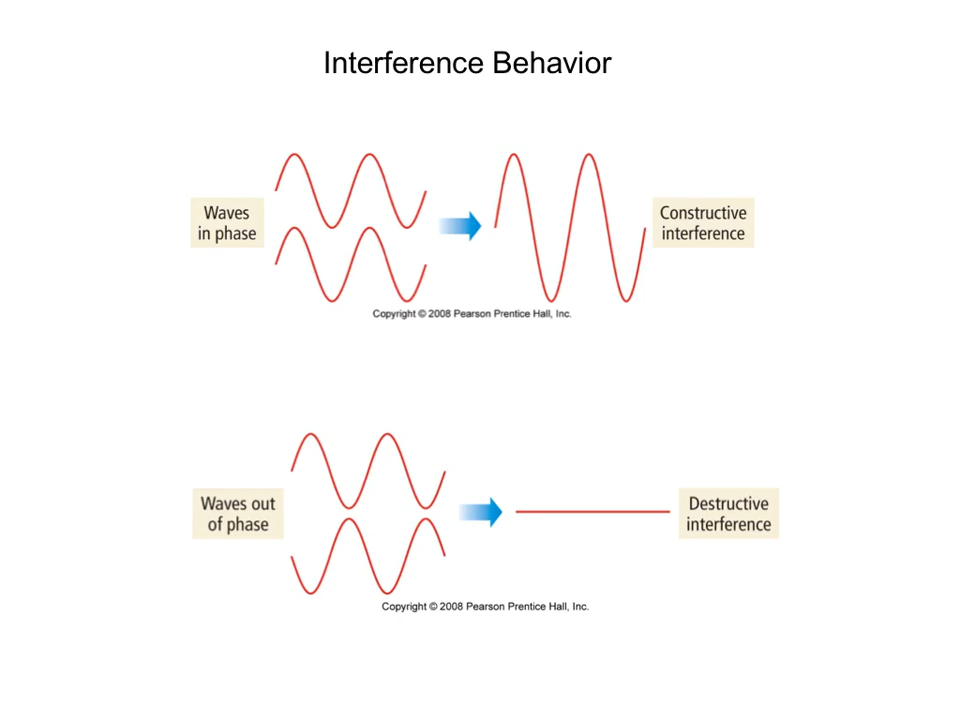 Interference Behavior
Waves
in phase
Constructive
interference
Copyright © 2008 Pearson Prentice Hall, Inc.
Waves out
of phase
Destructive
interference
Copyright © 2008 Pearson Prentice Hall, Inc.